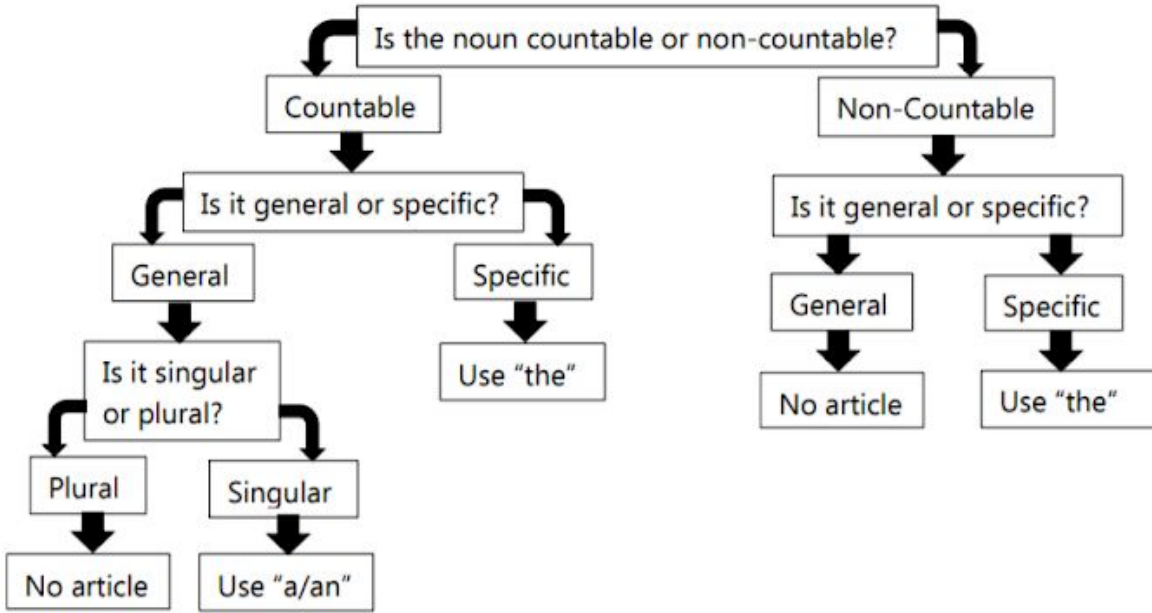 Is the noun countable or non-countable?
Countable
Non-Countable
Is it general or specific?
Is it general or specific?
General
Specific
General
Specific
Is it singular
or plural?
Use "the"
No article
Use "the"
Plural
Singular
No article
Use "a/an"